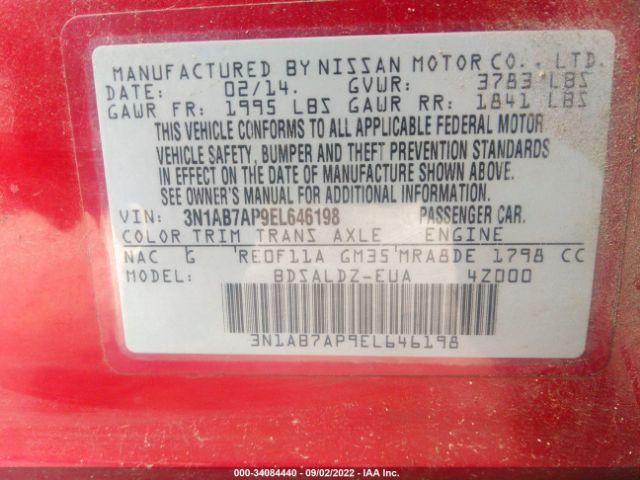 MANUFACTURED BY NISSAN MOTOR CO., LTD.
DATE: 02/14. GVWR: 3783 LBS
GAWR FR: 1995 LBS GAWR RR: 1841 LBS
THIS VEHICLE CONFORMS TO ALL APPLICABLE FEDERAL MOTOR
VEHICLE SAFETY, BUMPER AND THEFT PREVENTION STANDARDS
IN EFFECT ON THE DATE OF MANUFACTURE SHOWN ABOVE.
SEE OWNER'S MANUAL FOR ADDITIONAL INFORMATION.
VIN: 3N1AB7AP9EL646198 PASSENGER CAR.
COLOR TRIM TRANS AXLE ENGINE
NAC G RE0F11A GM35 MRA8DE 1798 CC
MODEL: BDSALDZ-EUA 4Z000
3N1AB7AP9EL646198
000-34084440 - 09/02/2022 - IAA Inc.